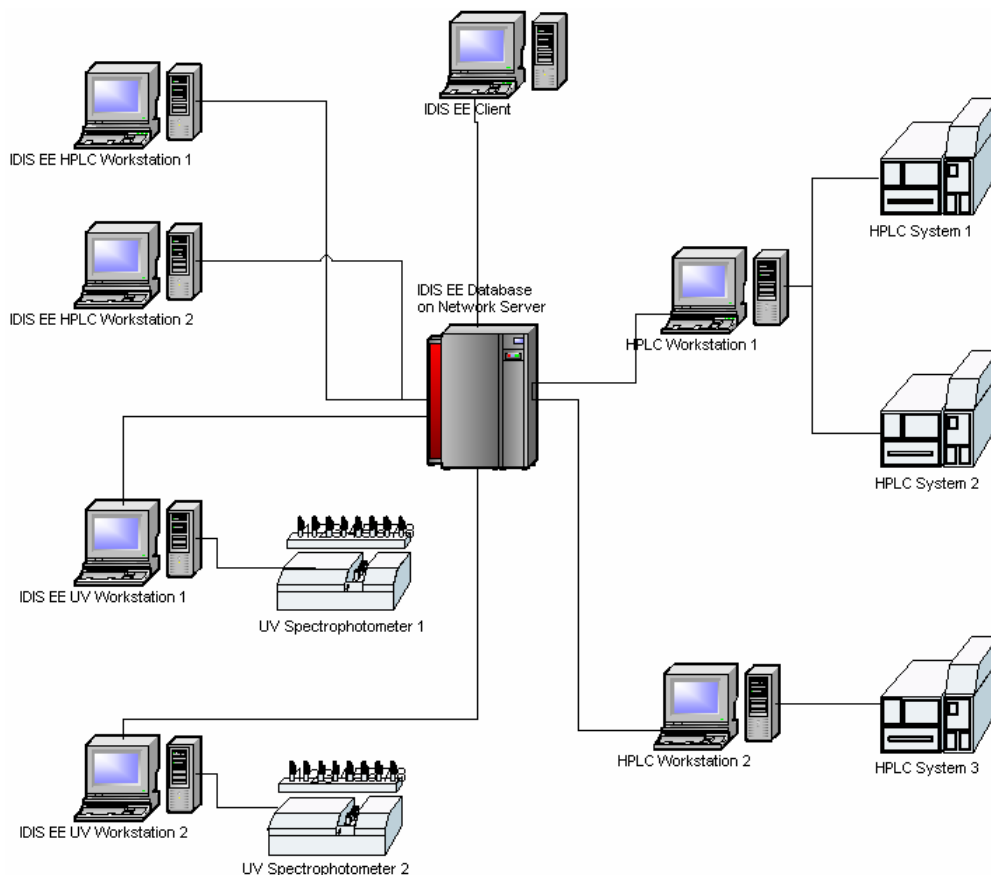 IDIS EE Client
IDIS EE HPLC Workstation 1
HPLC System 1
IDIS EE HPLC Workstation 2
IDIS EE Database
on Network Server
HPLC Workstation 1
HPLC System 2
IDIS EE UV Workstation 1
UV Spectrophotometer 1
HPLC Workstation 2
HPLC System 3
IDIS EE UV Workstation 2
UV Spectrophotometer 2